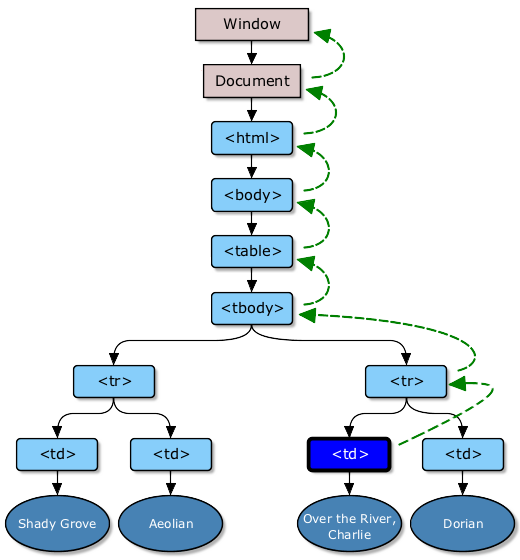 Window
Document
<html>
<body>
<table>
<tbody>
<tr>
<tr>
<td>
<td>
<td>
<td>
Shady Grove
Aeolian
Over the River,
Charlie
Dorian